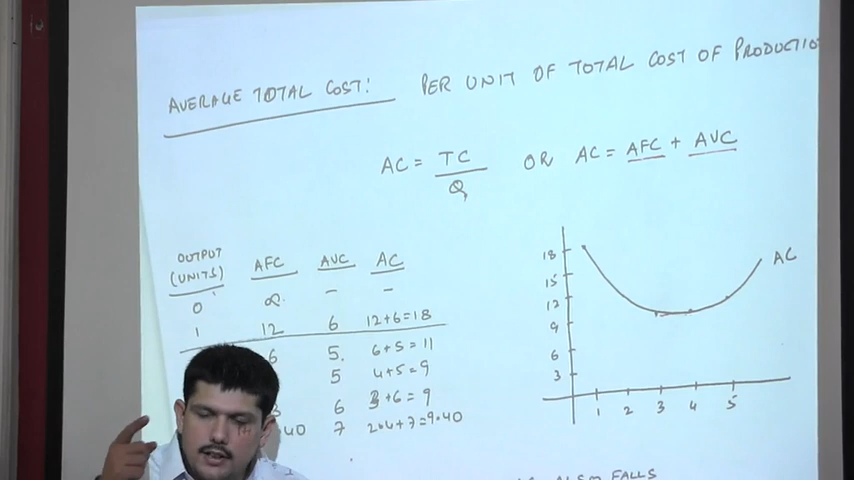 AVERAGE TOTAL COST: PER UNIT OF TOTAL COST OF PRODUCTIO
AC = TC / Q OR AC = AFC + AVC
OUTPUT (UNITS) AFC AVC AC
0 ∞ - -
1 12 6 12+6=18
6 5. 6+5=11
5 4+5=9
3 6 3+6=9
40 7 2.4+7=9.40
18
15
12
9
6
3
1 2 3 4 5
AC
ALSO FALLS